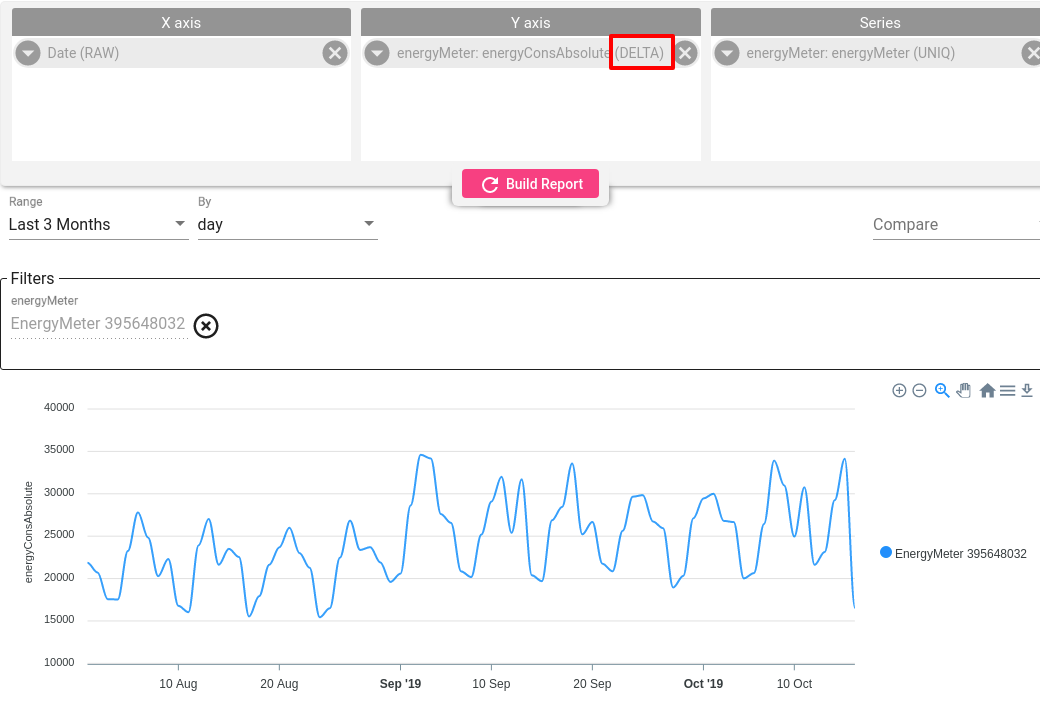 X axis
Y axis
Series
Date (RAW)
energyMeter: energyConsAbsolute (DELTA)
energyMeter: energyMeter (UNIQ)
Build Report
Range
By
Last 3 Months
day
Compare
Filters
energyMeter
EnergyMeter 395648032
40000
35000
30000
25000
20000
15000
10000
energyConsAbsolute
EnergyMeter 395648032
10 Aug
20 Aug
Sep '19
10 Sep
20 Sep
Oct '19
10 Oct